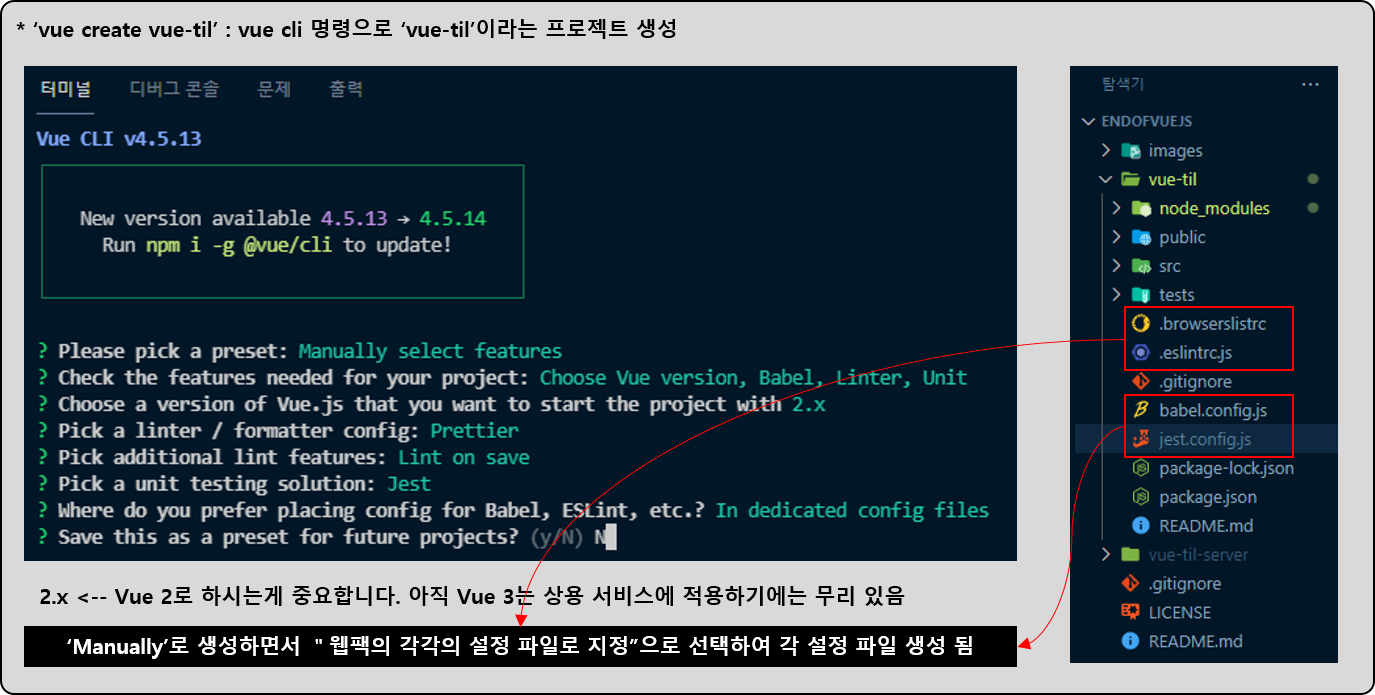 * ‘vue create vue-til’ : vue cli 명령으로 ‘vue-til’이라는 프로젝트 생성
터미널 디버그 콘솔 문제 출력
Vue CLI v4.5.13
New version available 4.5.13 → 4.5.14
Run npm i -g @vue/cli to update!
? Please pick a preset: Manually select features
? Check the features needed for your project: Choose Vue version, Babel, Linter, Unit
? Choose a version of Vue.js that you want to start the project with 2.x
? Pick a linter / formatter config: Prettier
? Pick additional lint features: Lint on save
? Pick a unit testing solution: Jest
? Where do you prefer placing config for Babel, ESLint, etc.? In dedicated config files
? Save this as a preset for future projects? (y/N) N
2.x <-- Vue 2로 하시는게 중요합니다. 아직 Vue 3는 상용 서비스에 적용하기에는 무리 있음
‘Manually’로 생성하면서 " 웹팩의 각각의 설정 파일로 지정”으로 선택하여 각 설정 파일 생성 됨
탐색기 ···
ENDOFVUEJS
images
vue-til
node_modules
public
src
tests
.browserslistrc
.eslintrc.js
.gitignore
babel.config.js
jest.config.js
package-lock.json
package.json
README.md
vue-til-server
.gitignore
LICENSE
README.md